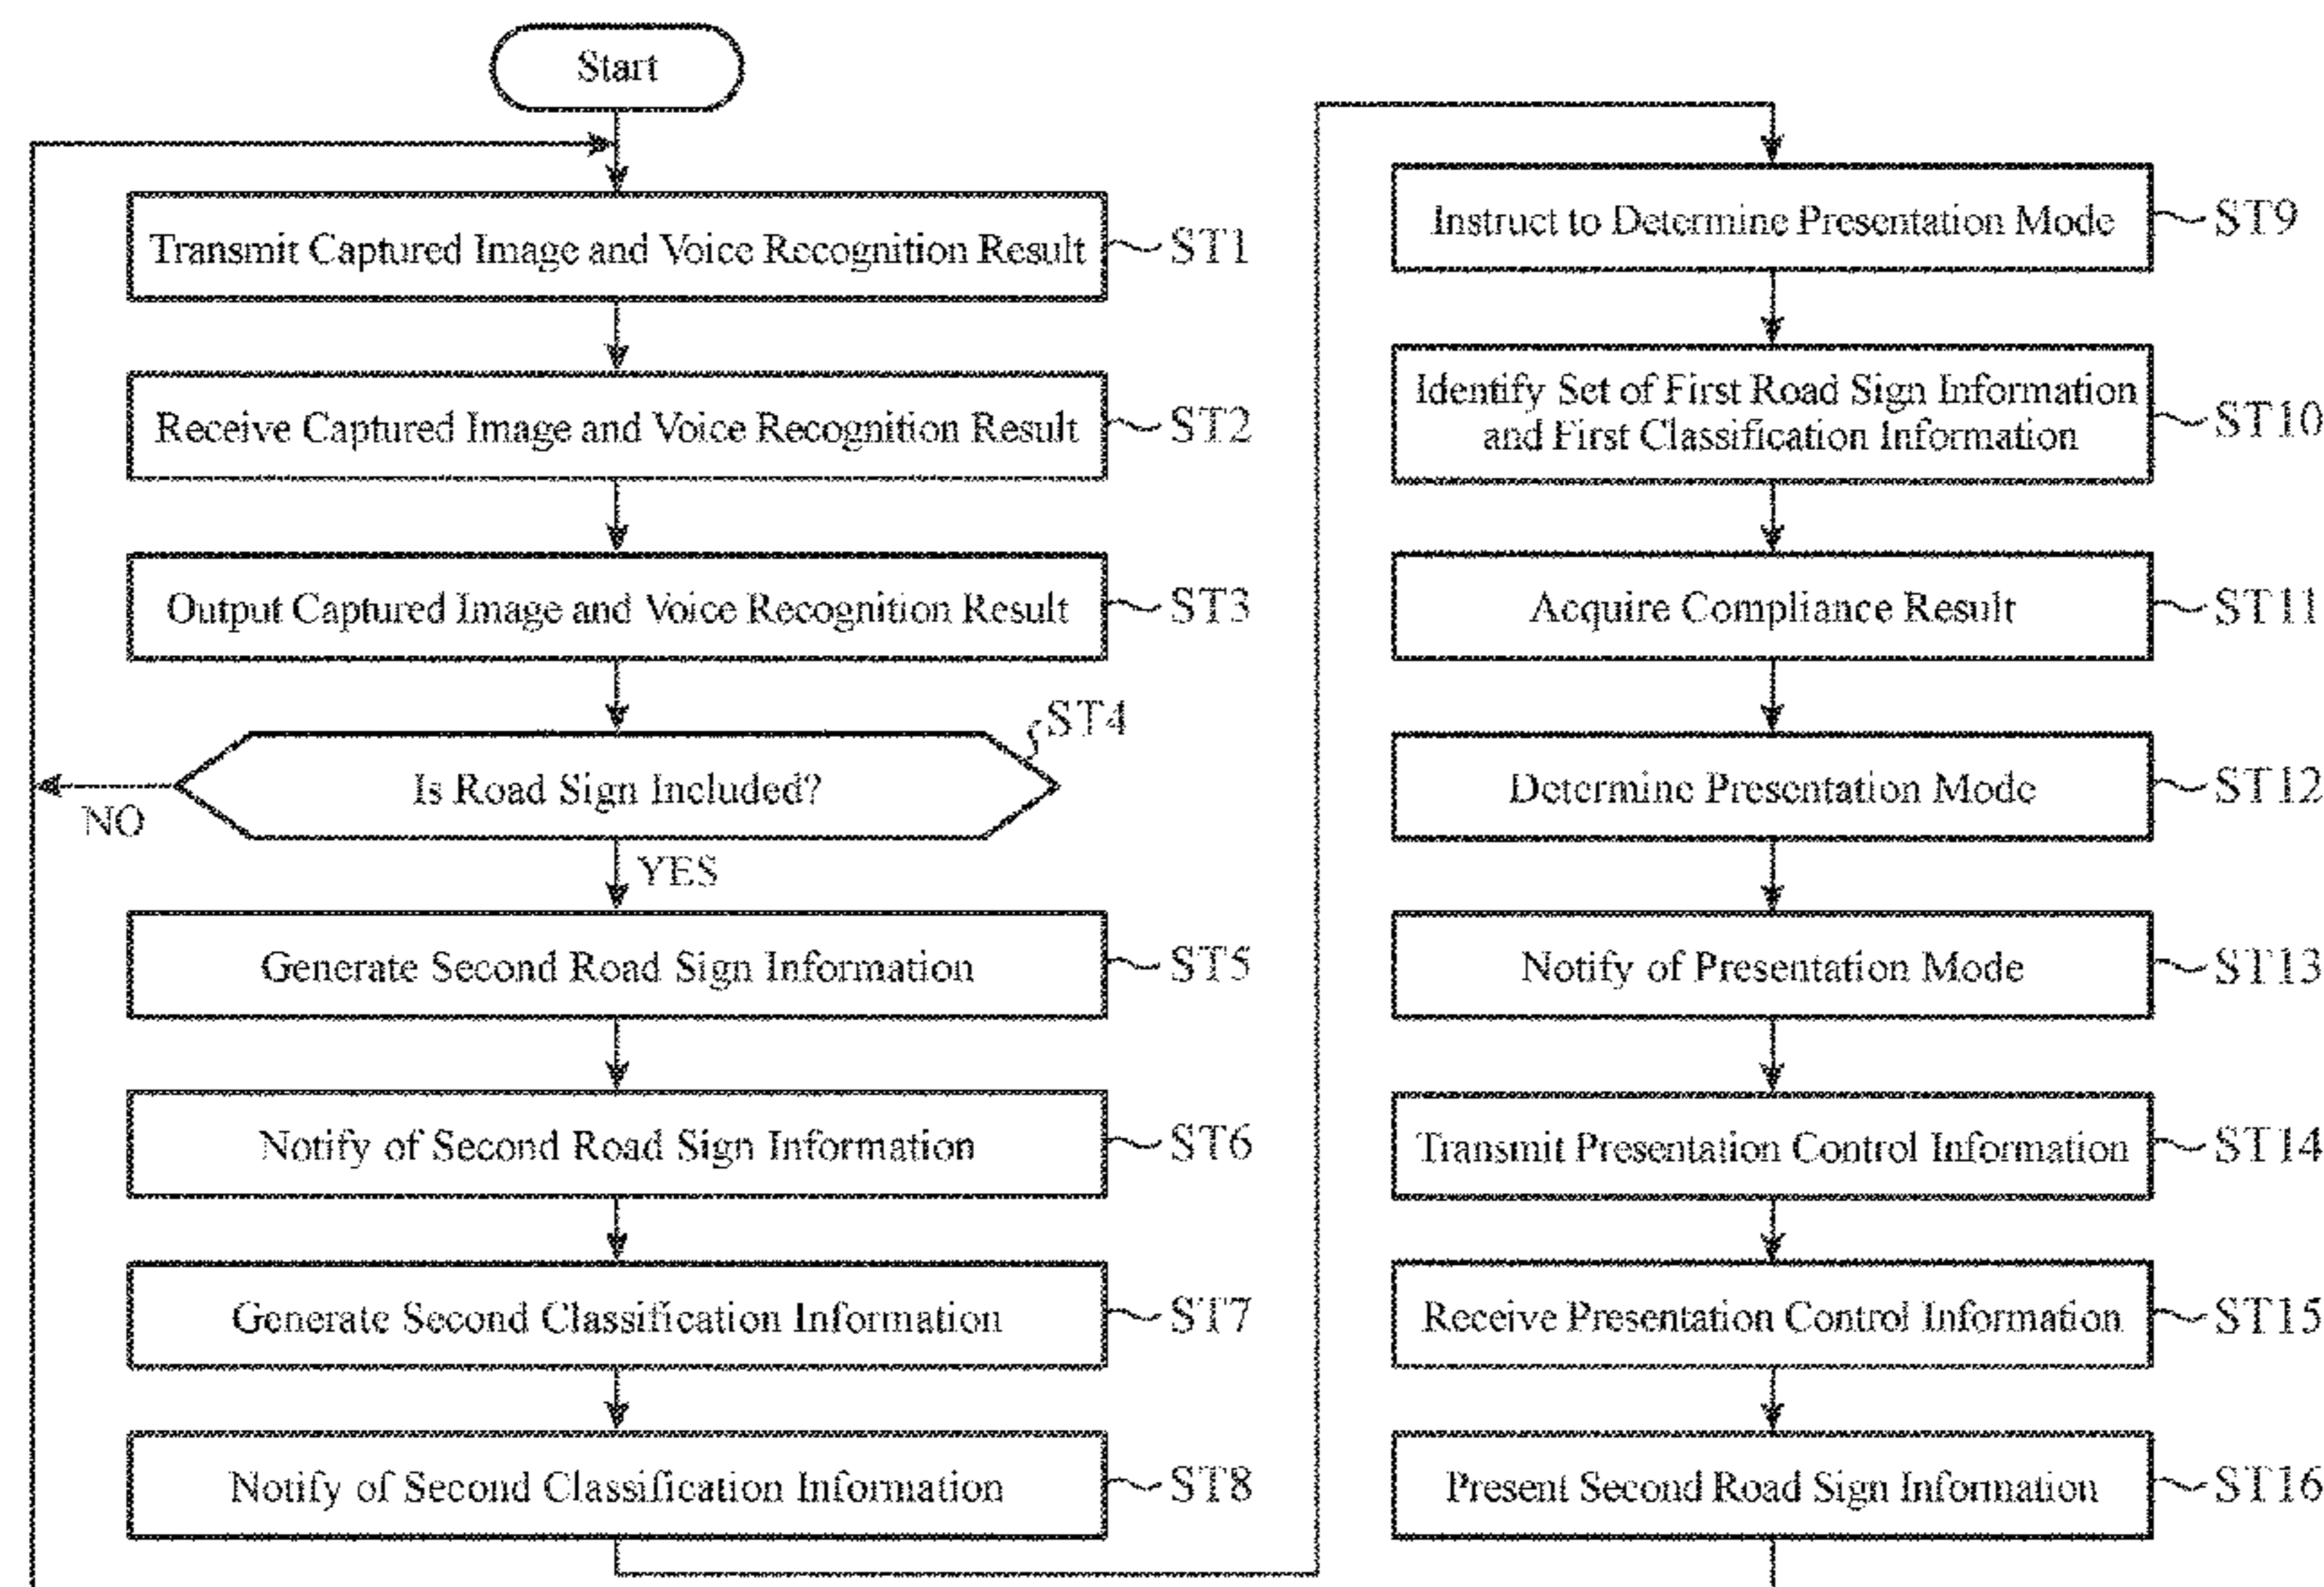 Start
Transmit Captured Image and Voice Recognition Result
ST1
Receive Captured Image and Voice Recognition Result
ST2
Output Captured Image and Voice Recognition Result
ST3
ST4
Is Road Sign Included?
NO
YES
Generate Second Road Sign Information
ST5
Notify of Second Road Sign Information
ST6
Generate Second Classification Information
ST7
Notify of Second Classification Information
ST8
Instruct to Determine Presentation Mode
ST9
Identify Set of First Road Sign Information
and First Classification Information
ST10
Acquire Compliance Result
ST11
Determine Presentation Mode
ST12
Notify of Presentation Mode
ST13
Transmit Presentation Control Information
ST14
Receive Presentation Control Information
ST15
Present Second Road Sign Information
ST16